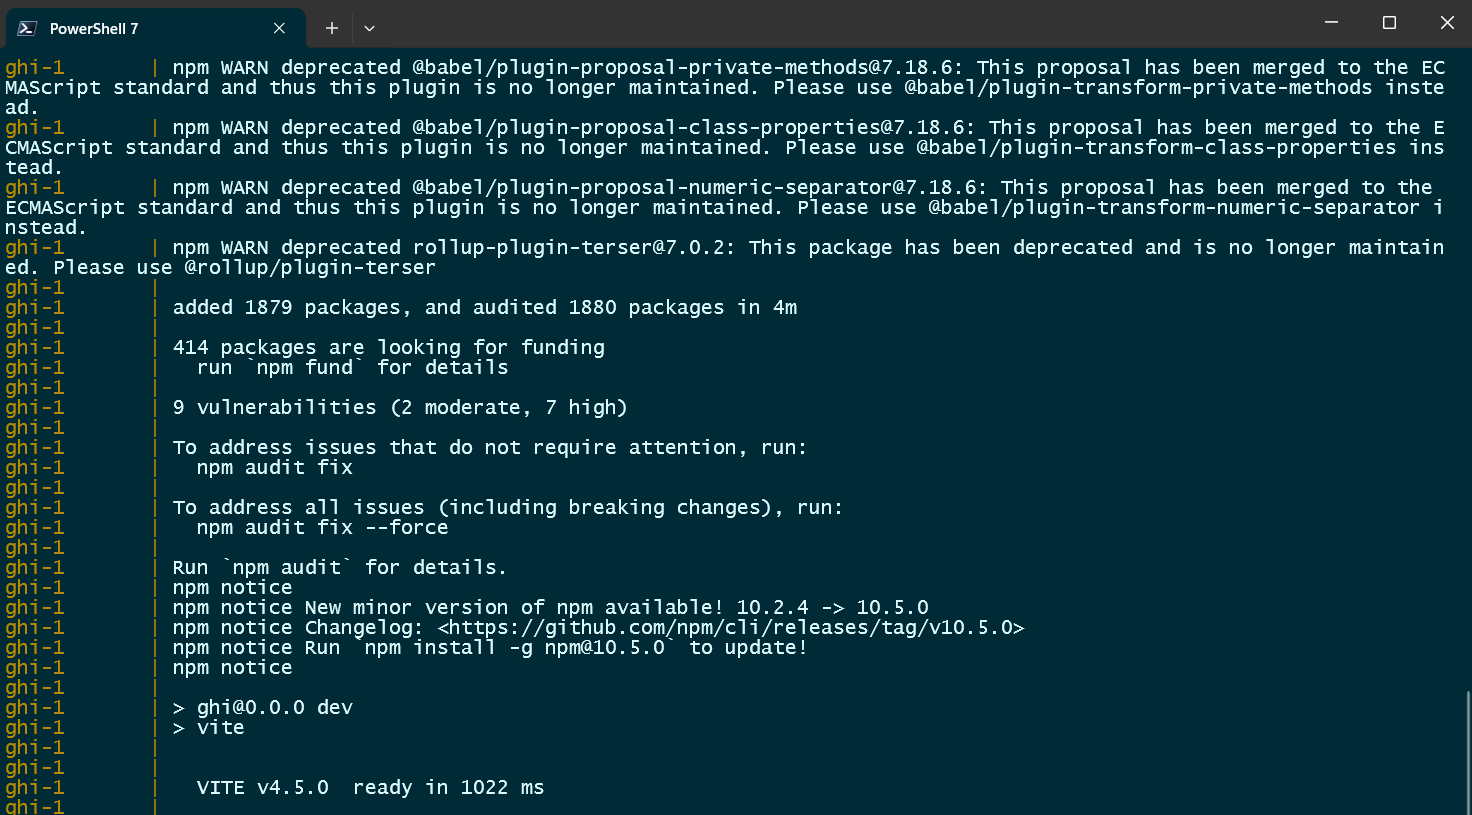 PowerShell 7
ghi-1 | npm WARN deprecated @babel/plugin-proposal-private-methods@7.18.6: This proposal has been merged to the EC
MAScript standard and thus this plugin is no longer maintained. Please use @babel/plugin-transform-private-methods inste
ad.
ghi-1 | npm WARN deprecated @babel/plugin-proposal-class-properties@7.18.6: This proposal has been merged to the E
CMAScript standard and thus this plugin is no longer maintained. Please use @babel/plugin-transform-class-properties ins
tead.
ghi-1 | npm WARN deprecated @babel/plugin-proposal-numeric-separator@7.18.6: This proposal has been merged to the
ECMAScript standard and thus this plugin is no longer maintained. Please use @babel/plugin-transform-numeric-separator i
nstead.
ghi-1 | npm WARN deprecated rollup-plugin-terser@7.0.2: This package has been deprecated and is no longer maintain
ed. Please use @rollup/plugin-terser
ghi-1 |
ghi-1 | added 1879 packages, and audited 1880 packages in 4m
ghi-1 |
ghi-1 | 414 packages are looking for funding
ghi-1 |   run `npm fund` for details
ghi-1 |
ghi-1 | 9 vulnerabilities (2 moderate, 7 high)
ghi-1 |
ghi-1 | To address issues that do not require attention, run:
ghi-1 |   npm audit fix
ghi-1 |
ghi-1 | To address all issues (including breaking changes), run:
ghi-1 |   npm audit fix --force
ghi-1 |
ghi-1 | Run `npm audit` for details.
ghi-1 | npm notice
ghi-1 | npm notice New minor version of npm available! 10.2.4 -> 10.5.0
ghi-1 | npm notice Changelog: <https://github.com/npm/cli/releases/tag/v10.5.0>
ghi-1 | npm notice Run `npm install -g npm@10.5.0` to update!
ghi-1 | npm notice
ghi-1 |
ghi-1 | > ghi@0.0.0 dev
ghi-1 | > vite
ghi-1 |
ghi-1 |
ghi-1 |   VITE v4.5.0  ready in 1022 ms
ghi-1 |